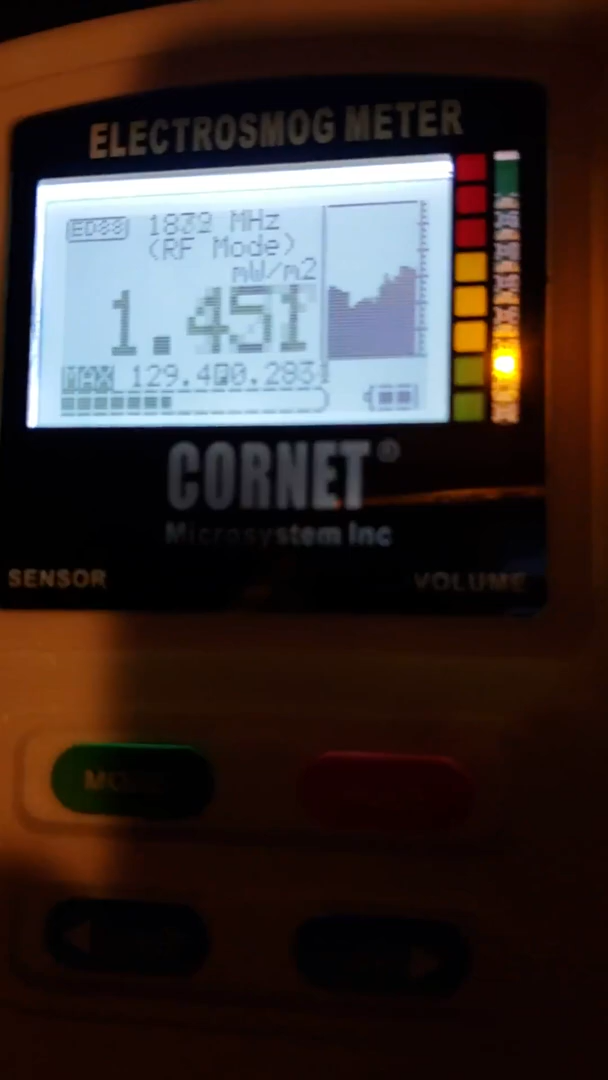 ELECTROSMOG METER
ED88 1839 MHz
(RF Mode)
mW/m2
1.451
MAX 129.4 0.283
CORNET®
Microsystem Inc
SENSOR VOLUME
MODE